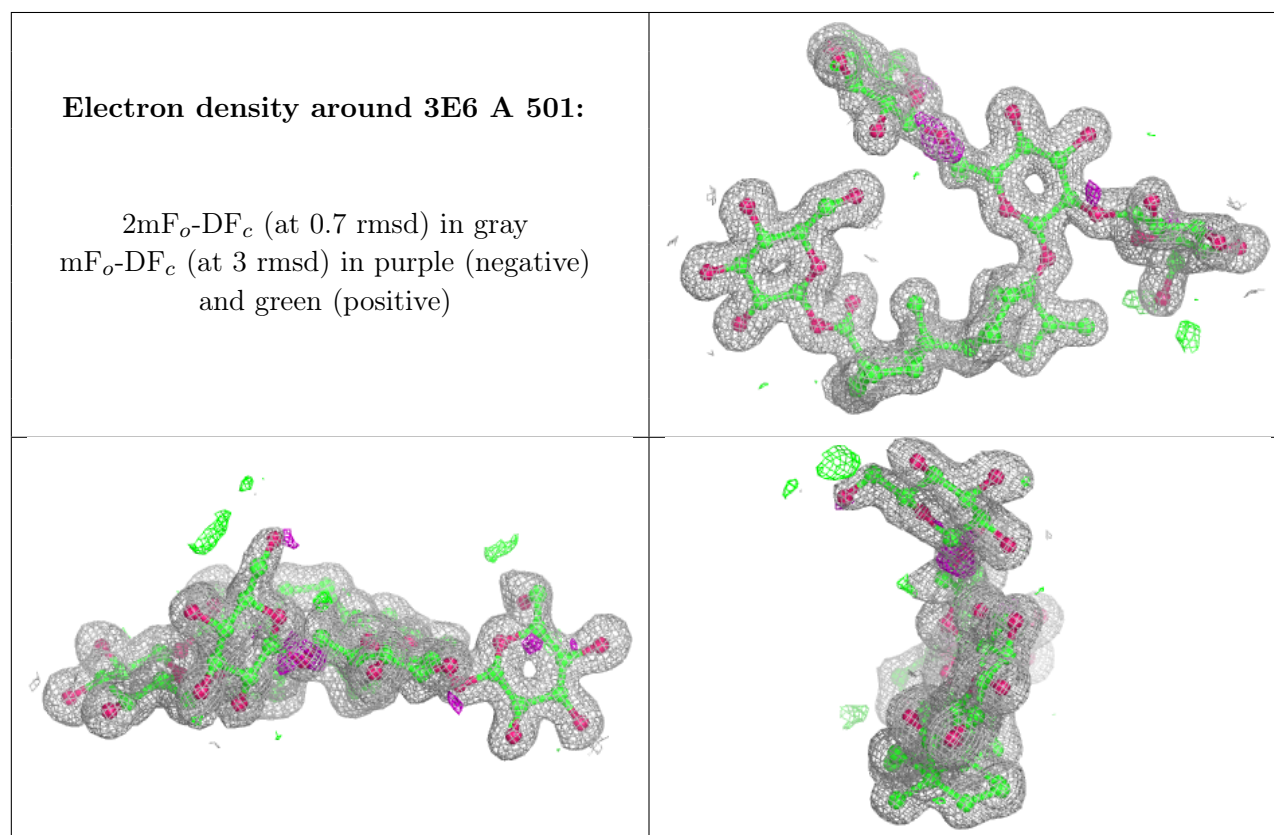 Electron density around 3E6 A 501:
2mFo-DFc (at 0.7 rmsd) in gray
mFo-DFc (at 3 rmsd) in purple (negative)
and green (positive)